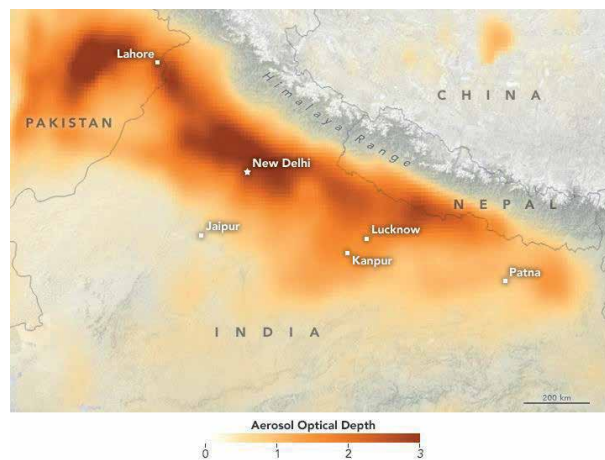 Lahore
CHINA
Himalaya Range
PAKISTAN
New Delhi
NEPAL
Jaipur
Lucknow
Kanpur
Patna
INDIA
200 km
Aerosol Optical Depth
0 1 2 3